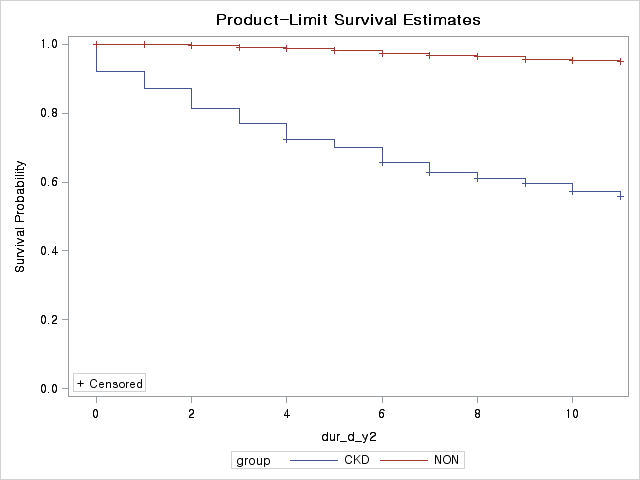 Product-Limit Survival Estimates
1.0
0.8
0.6
0.4
0.2
0.0
Survival Probability
+ Censored
0 2 4 6 8 10
dur_d_y2
group CKD NON